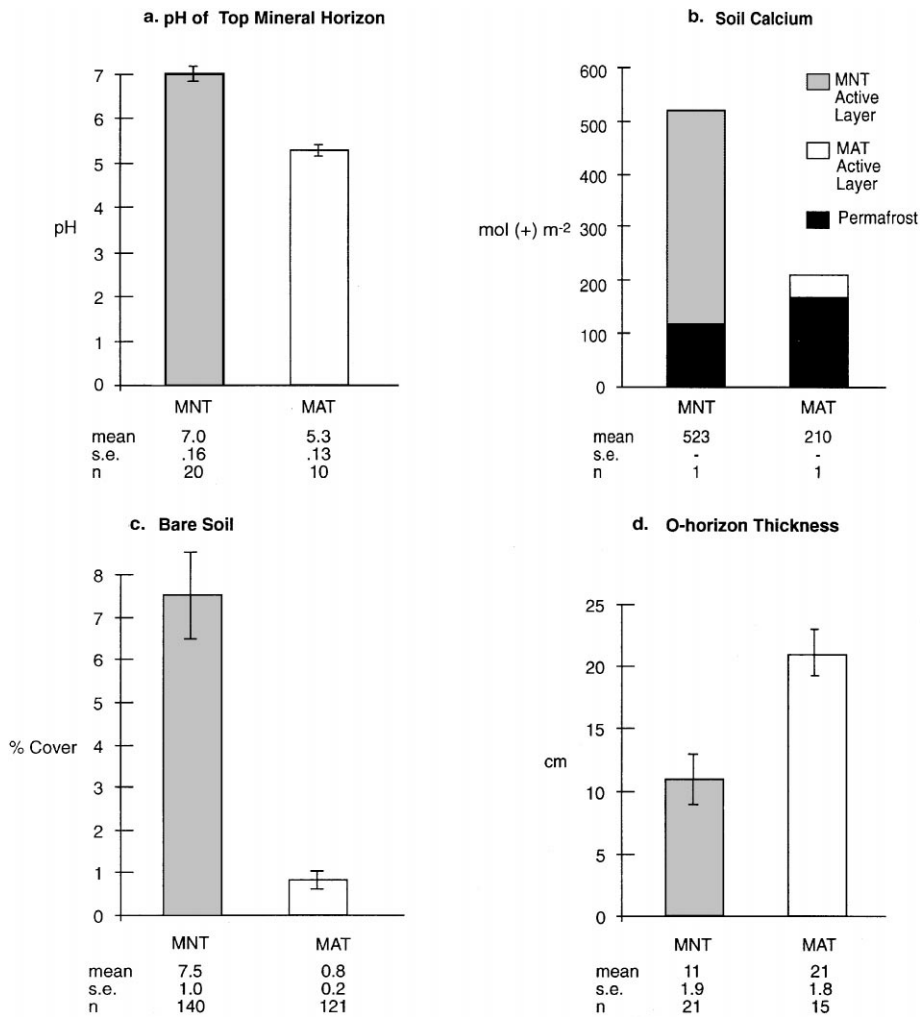 a. pH of Top Mineral Horizon
7
6
5
4
3
2
1
0
pH
MNT MAT
mean 7.0 5.3
s.e. .16 .13
n 20 10
b. Soil Calcium
600
500
400
300
200
100
0
mol (+) m-2
MNT
Active
Layer
MAT
Active
Layer
Permafrost
MNT MAT
mean 523 210
s.e. - -
n 1 1
c. Bare Soil
8
7
6
5
4
3
2
1
0
% Cover
MNT MAT
mean 7.5 0.8
s.e. 1.0 0.2
n 140 121
d. O-horizon Thickness
25
20
15
10
5
0
cm
MNT MAT
mean 11 21
s.e. 1.9 1.8
n 21 15